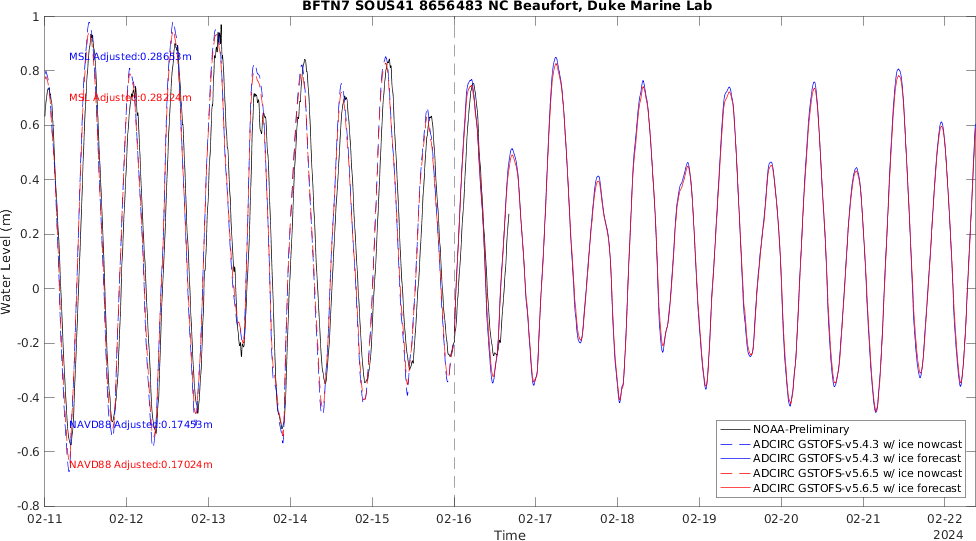 BFTN7 SOUS41 8656483 NC Beaufort, Duke Marine Lab
1
0.8
0.6
0.4
0.2
0
-0.2
-0.4
-0.6
-0.8
Water Level (m)
MSL Adjusted:0.28653m
MSL Adjusted:0.28224m
NAVD88 Adjusted:0.17453m
NAVD88 Adjusted:0.17024m
NOAA-Preliminary
ADCIRC GSTOFS-v5.4.3 w/ ice nowcast
ADCIRC GSTOFS-v5.4.3 w/ ice forecast
ADCIRC GSTOFS-v5.6.5 w/ ice nowcast
ADCIRC GSTOFS-v5.6.5 w/ ice forecast
02-11 02-12 02-13 02-14 02-15 02-16 02-17 02-18 02-19 02-20 02-21 02-22
Time
2024